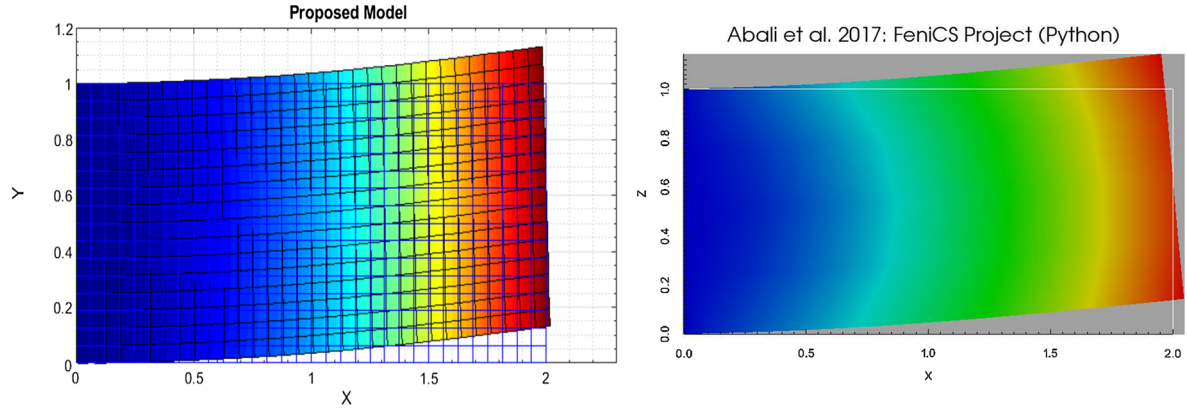 Proposed Model
1.2
1
0.8
0.6
0.4
0.2
0
Y
0 0.5 1 1.5 2
X
Abali et al. 2017: FeniCS Project (Python)
1.0
0.8
0.6
0.4
0.2
0.0
Z
0.0 0.5 1.0 1.5 2.0
X